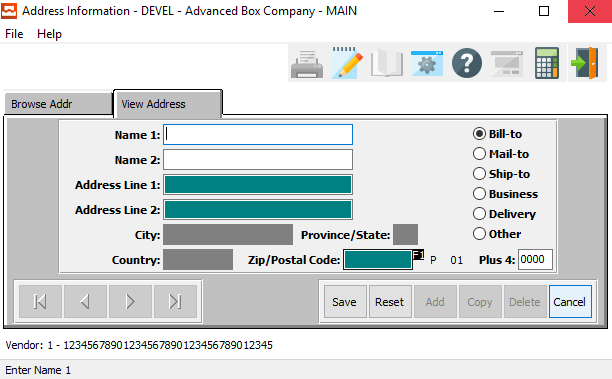 Address Information - DEVEL - Advanced Box Company - MAIN
File Help
Browse Addr View Address
Name 1: Bill-to
Name 2: Mail-to
Address Line 1: Ship-to
Business
Address Line 2: Delivery
City: Province/State: Other
Country: Zip/Postal Code: F1 P 01 Plus 4: 0000
Save Reset Add Copy Delete Cancel
Vendor: 1 - 12345678901234567890123456789012345
Enter Name 1